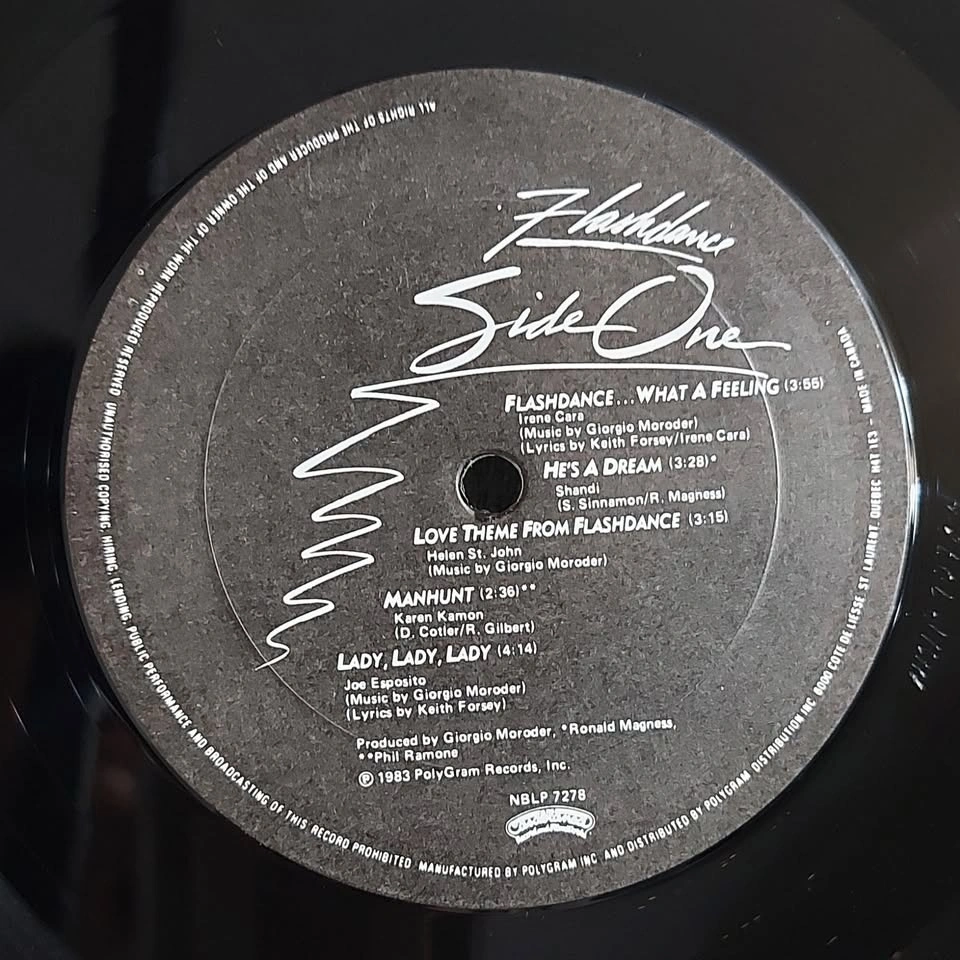 Flashdance
Side One
FLASHDANCE...WHAT A FEELING (3:55)
Irene Cara
(Music by Giorgio Moroder)
(Lyrics by Keith Forsey/Irene Cara)
HE'S A DREAM (3:28)*
Shandi
(S. Sinnamon/R. Magness)
LOVE THEME FROM FLASHDANCE (3:15)
Helen St. John
(Music by Giorgio Moroder)
MANHUNT (2:36)**
Karen Kamon
(D. Cotler/R. Gilbert)
LADY, LADY, LADY (4:14)
Joe Esposito
(Music by Giorgio Moroder)
(Lyrics by Keith Forsey)
Produced by Giorgio Moroder, *Ronald Magness,
**Phil Ramone
℗ 1983 PolyGram Records, Inc.
NBLP 7278
ALL RIGHTS OF THE PRODUCER AND OF THE OWNER OF THE WORK REPRODUCED RESERVED UNAUTHORISED COPYING, HIRING, LENDING, PUBLIC PERFORMANCE AND BROADCASTING OF THIS RECORD PROHIBITED MANUFACTURED BY POLYGRAM INC AND DISTRIBUTED BY POLYGRAM DISTRIBUTION INC 6000 COTE DE LIESSE, ST LAURENT, QUEBEC H4T 1E3 – MADE IN CANADA